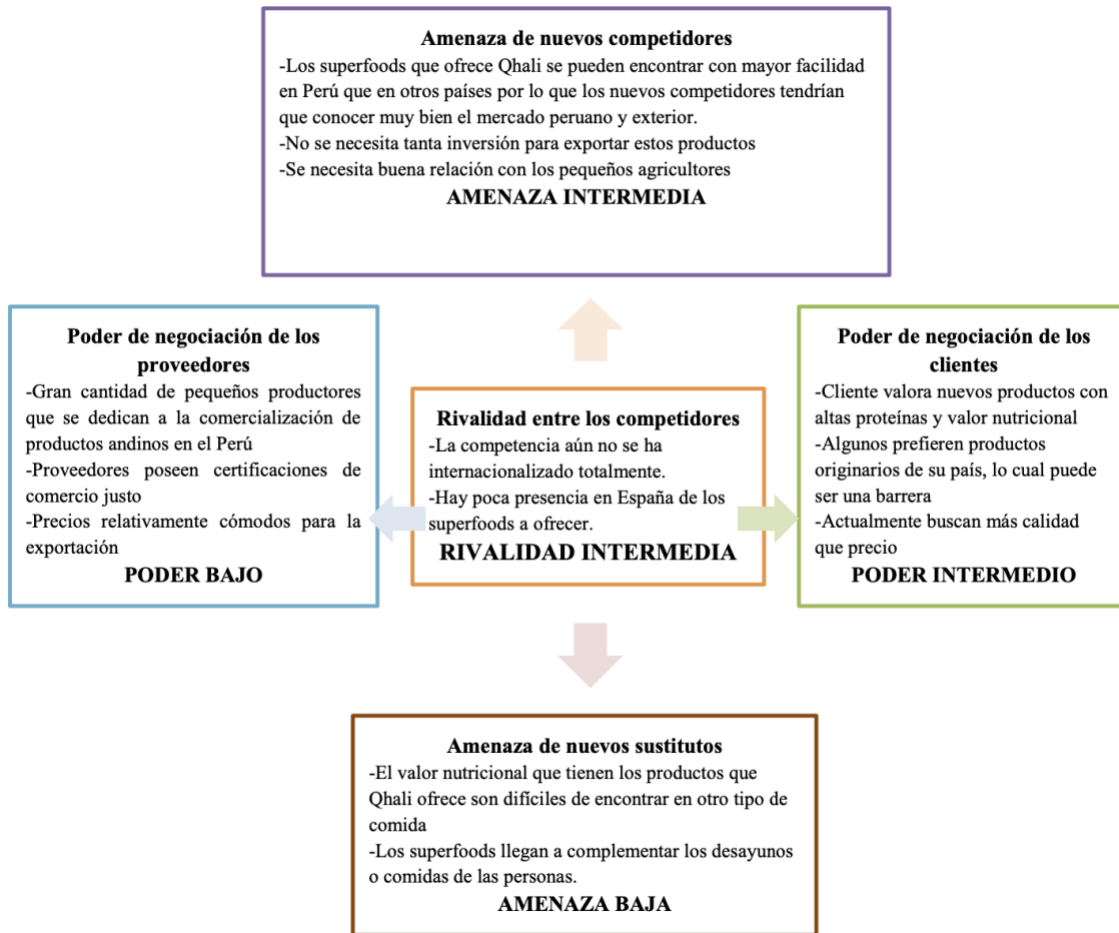 Amenaza de nuevos competidores
-Los superfoods que ofrece Qhali se pueden encontrar con mayor facilidad
en Perú que en otros países por lo que los nuevos competidores tendrían
que conocer muy bien el mercado peruano y exterior.
-No se necesita tanta inversión para exportar estos productos
-Se necesita buena relación con los pequeños agricultores
AMENAZA INTERMEDIA
Poder de negociación de los
proveedores
-Gran cantidad de pequeños productores
que se dedican a la comercialización de
productos andinos en el Perú
-Proveedores poseen certificaciones de
comercio justo
-Precios relativamente cómodos para la
exportación
PODER BAJO
Rivalidad entre los competidores
-La competencia aún no se ha
internacionalizado totalmente.
-Hay poca presencia en España de los
superfoods a ofrecer.
RIVALIDAD INTERMEDIA
Poder de negociación de los
clientes
-Cliente valora nuevos productos con
altas proteínas y valor nutricional
-Algunos prefieren productos
originarios de su país, lo cual puede
ser una barrera
-Actualmente buscan más calidad
que precio
PODER INTERMEDIO
Amenaza de nuevos sustitutos
-El valor nutricional que tienen los productos que
Qhali ofrece son difíciles de encontrar en otro tipo de
comida
-Los superfoods llegan a complementar los desayunos
o comidas de las personas.
AMENAZA BAJA